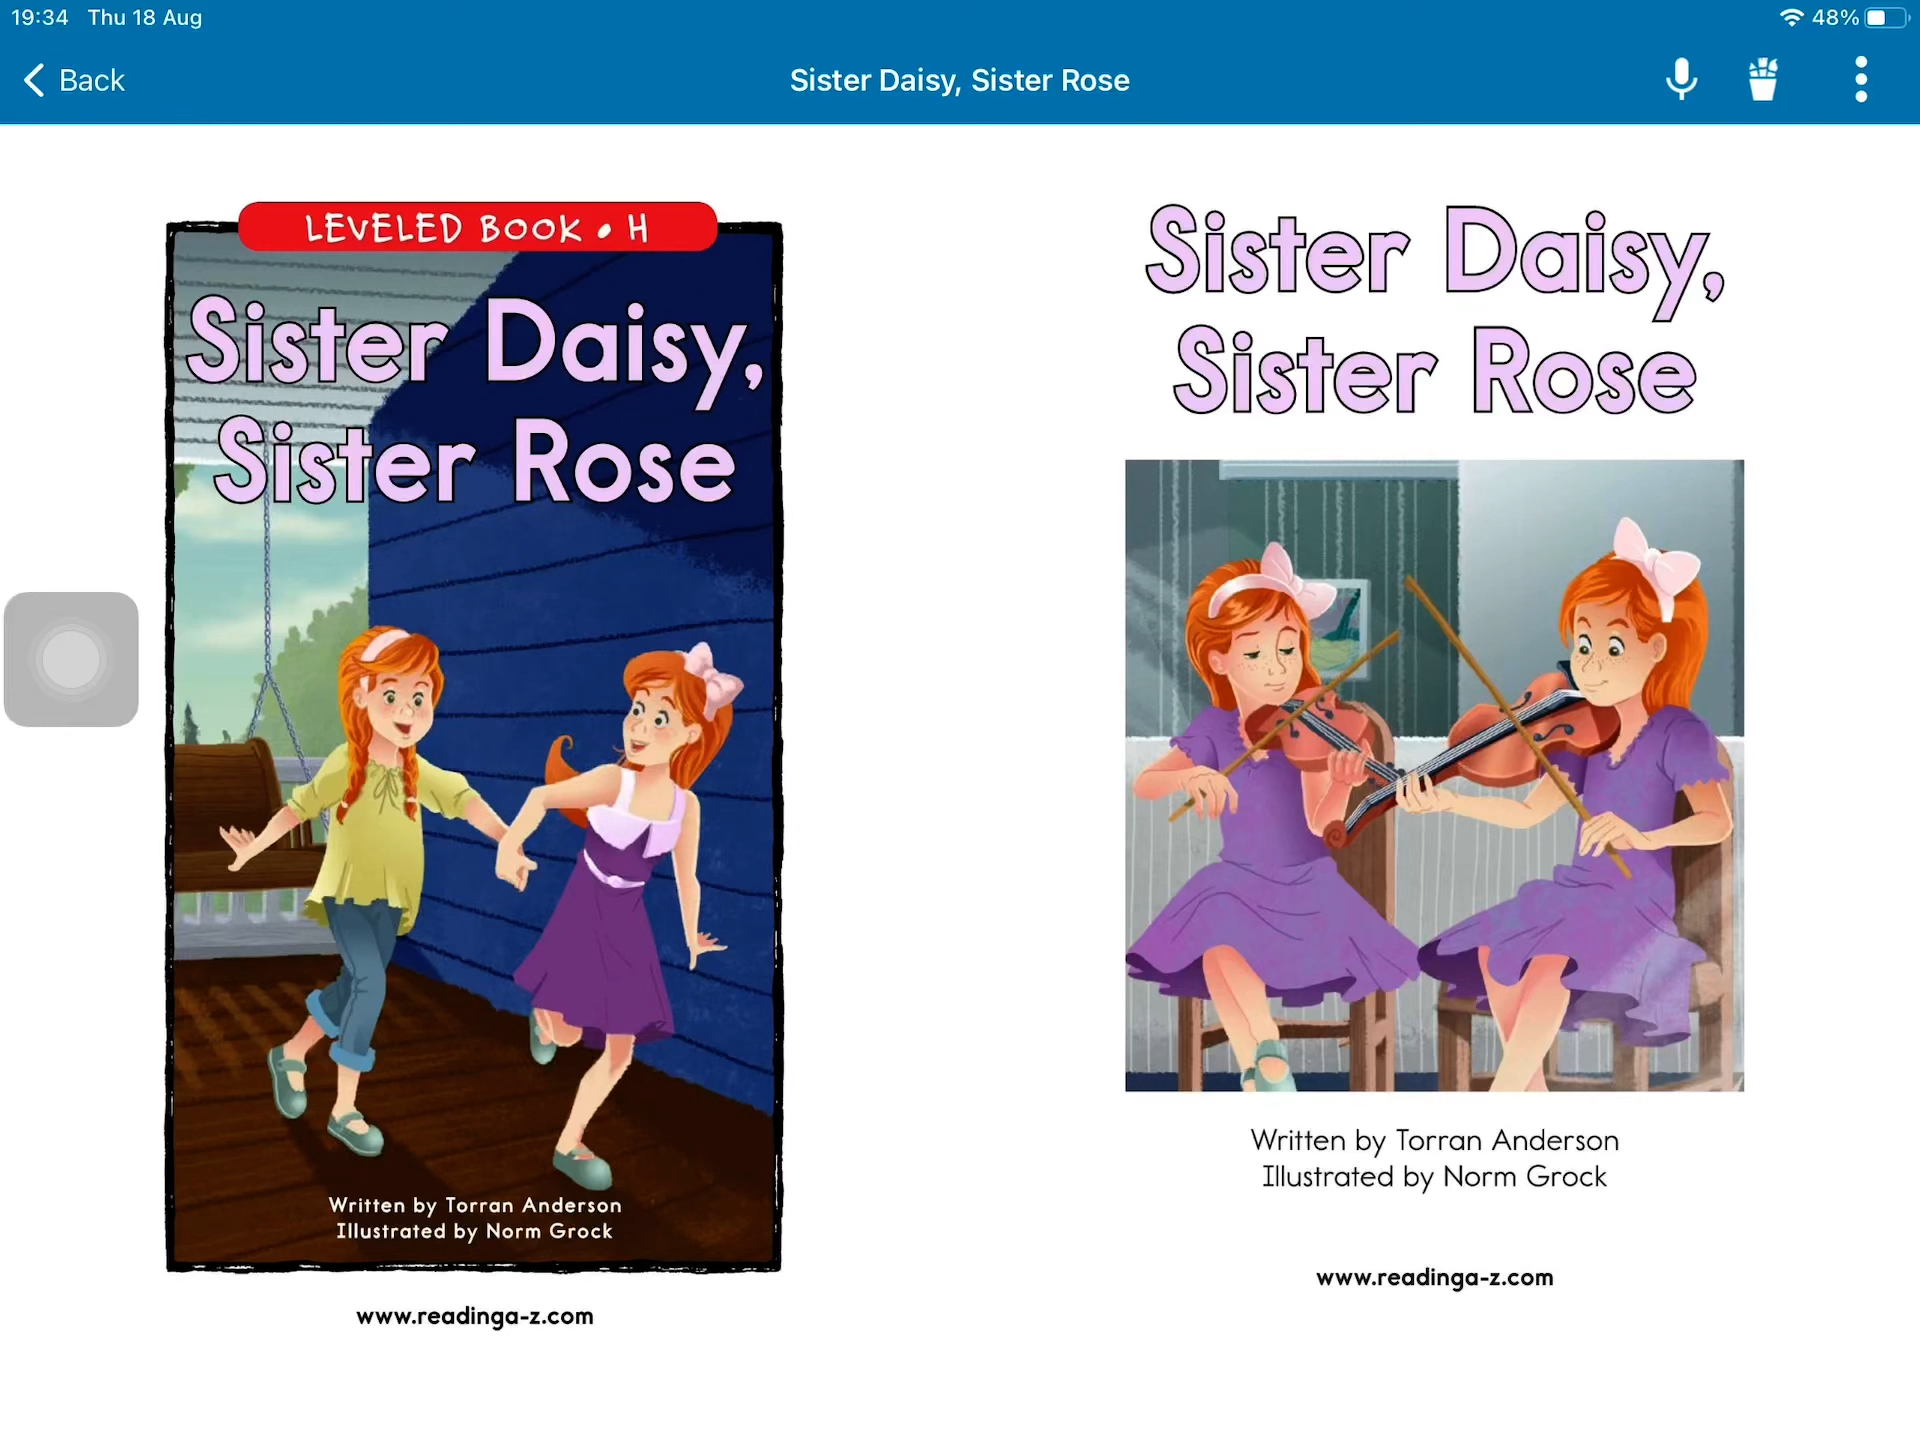 19:34 Thu 18 Aug
48%
Back
Sister Daisy, Sister Rose
LEVELED BOOK • H
Sister Daisy,
Sister Rose
Written by Torran Anderson
Illustrated by Norm Grock
www.readinga-z.com
Sister Daisy,
Sister Rose
Written by Torran Anderson
Illustrated by Norm Grock
www.readinga-z.com